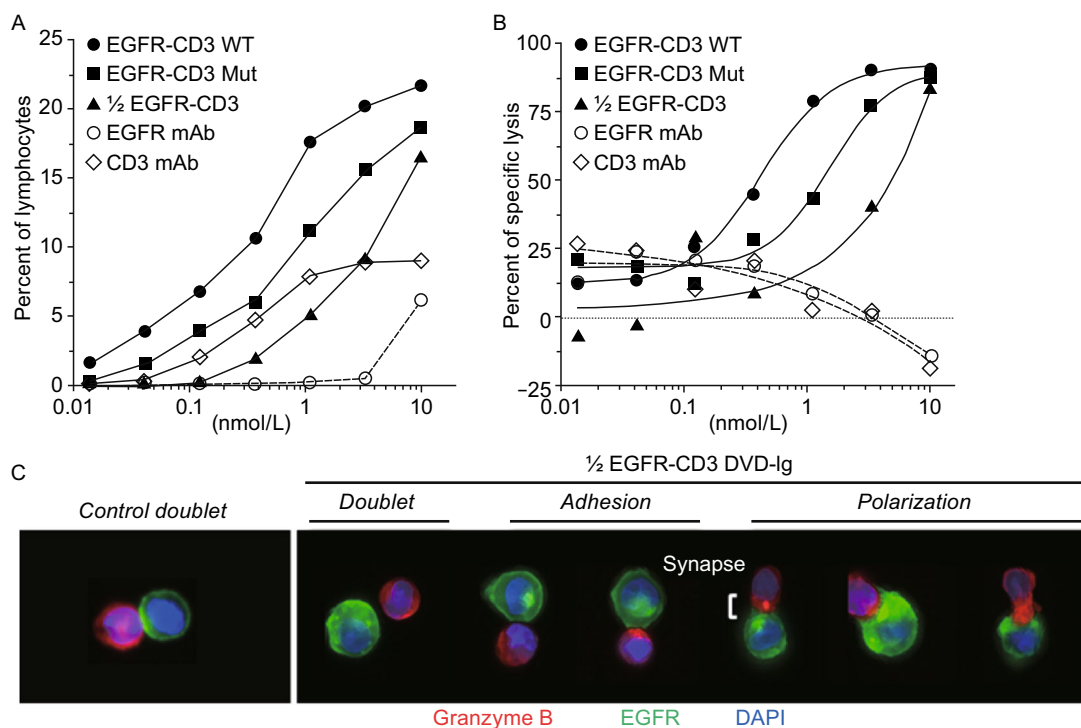 A
25
20
15
10
5
0
0.01
0.1
1
10
(nmol/L)
Percent of lymphocytes
EGFR-CD3 WT
EGFR-CD3 Mut
½ EGFR-CD3
EGFR mAb
CD3 mAb
B
100
75
50
25
0
−25
0.01
0.1
1
10
(nmol/L)
Percent of specific lysis
EGFR-CD3 WT
EGFR-CD3 Mut
½ EGFR-CD3
EGFR mAb
CD3 mAb
C
½ EGFR-CD3 DVD-Ig
Control doublet
Doublet
Adhesion
Polarization
Synapse
Granzyme B
EGFR
DAPI